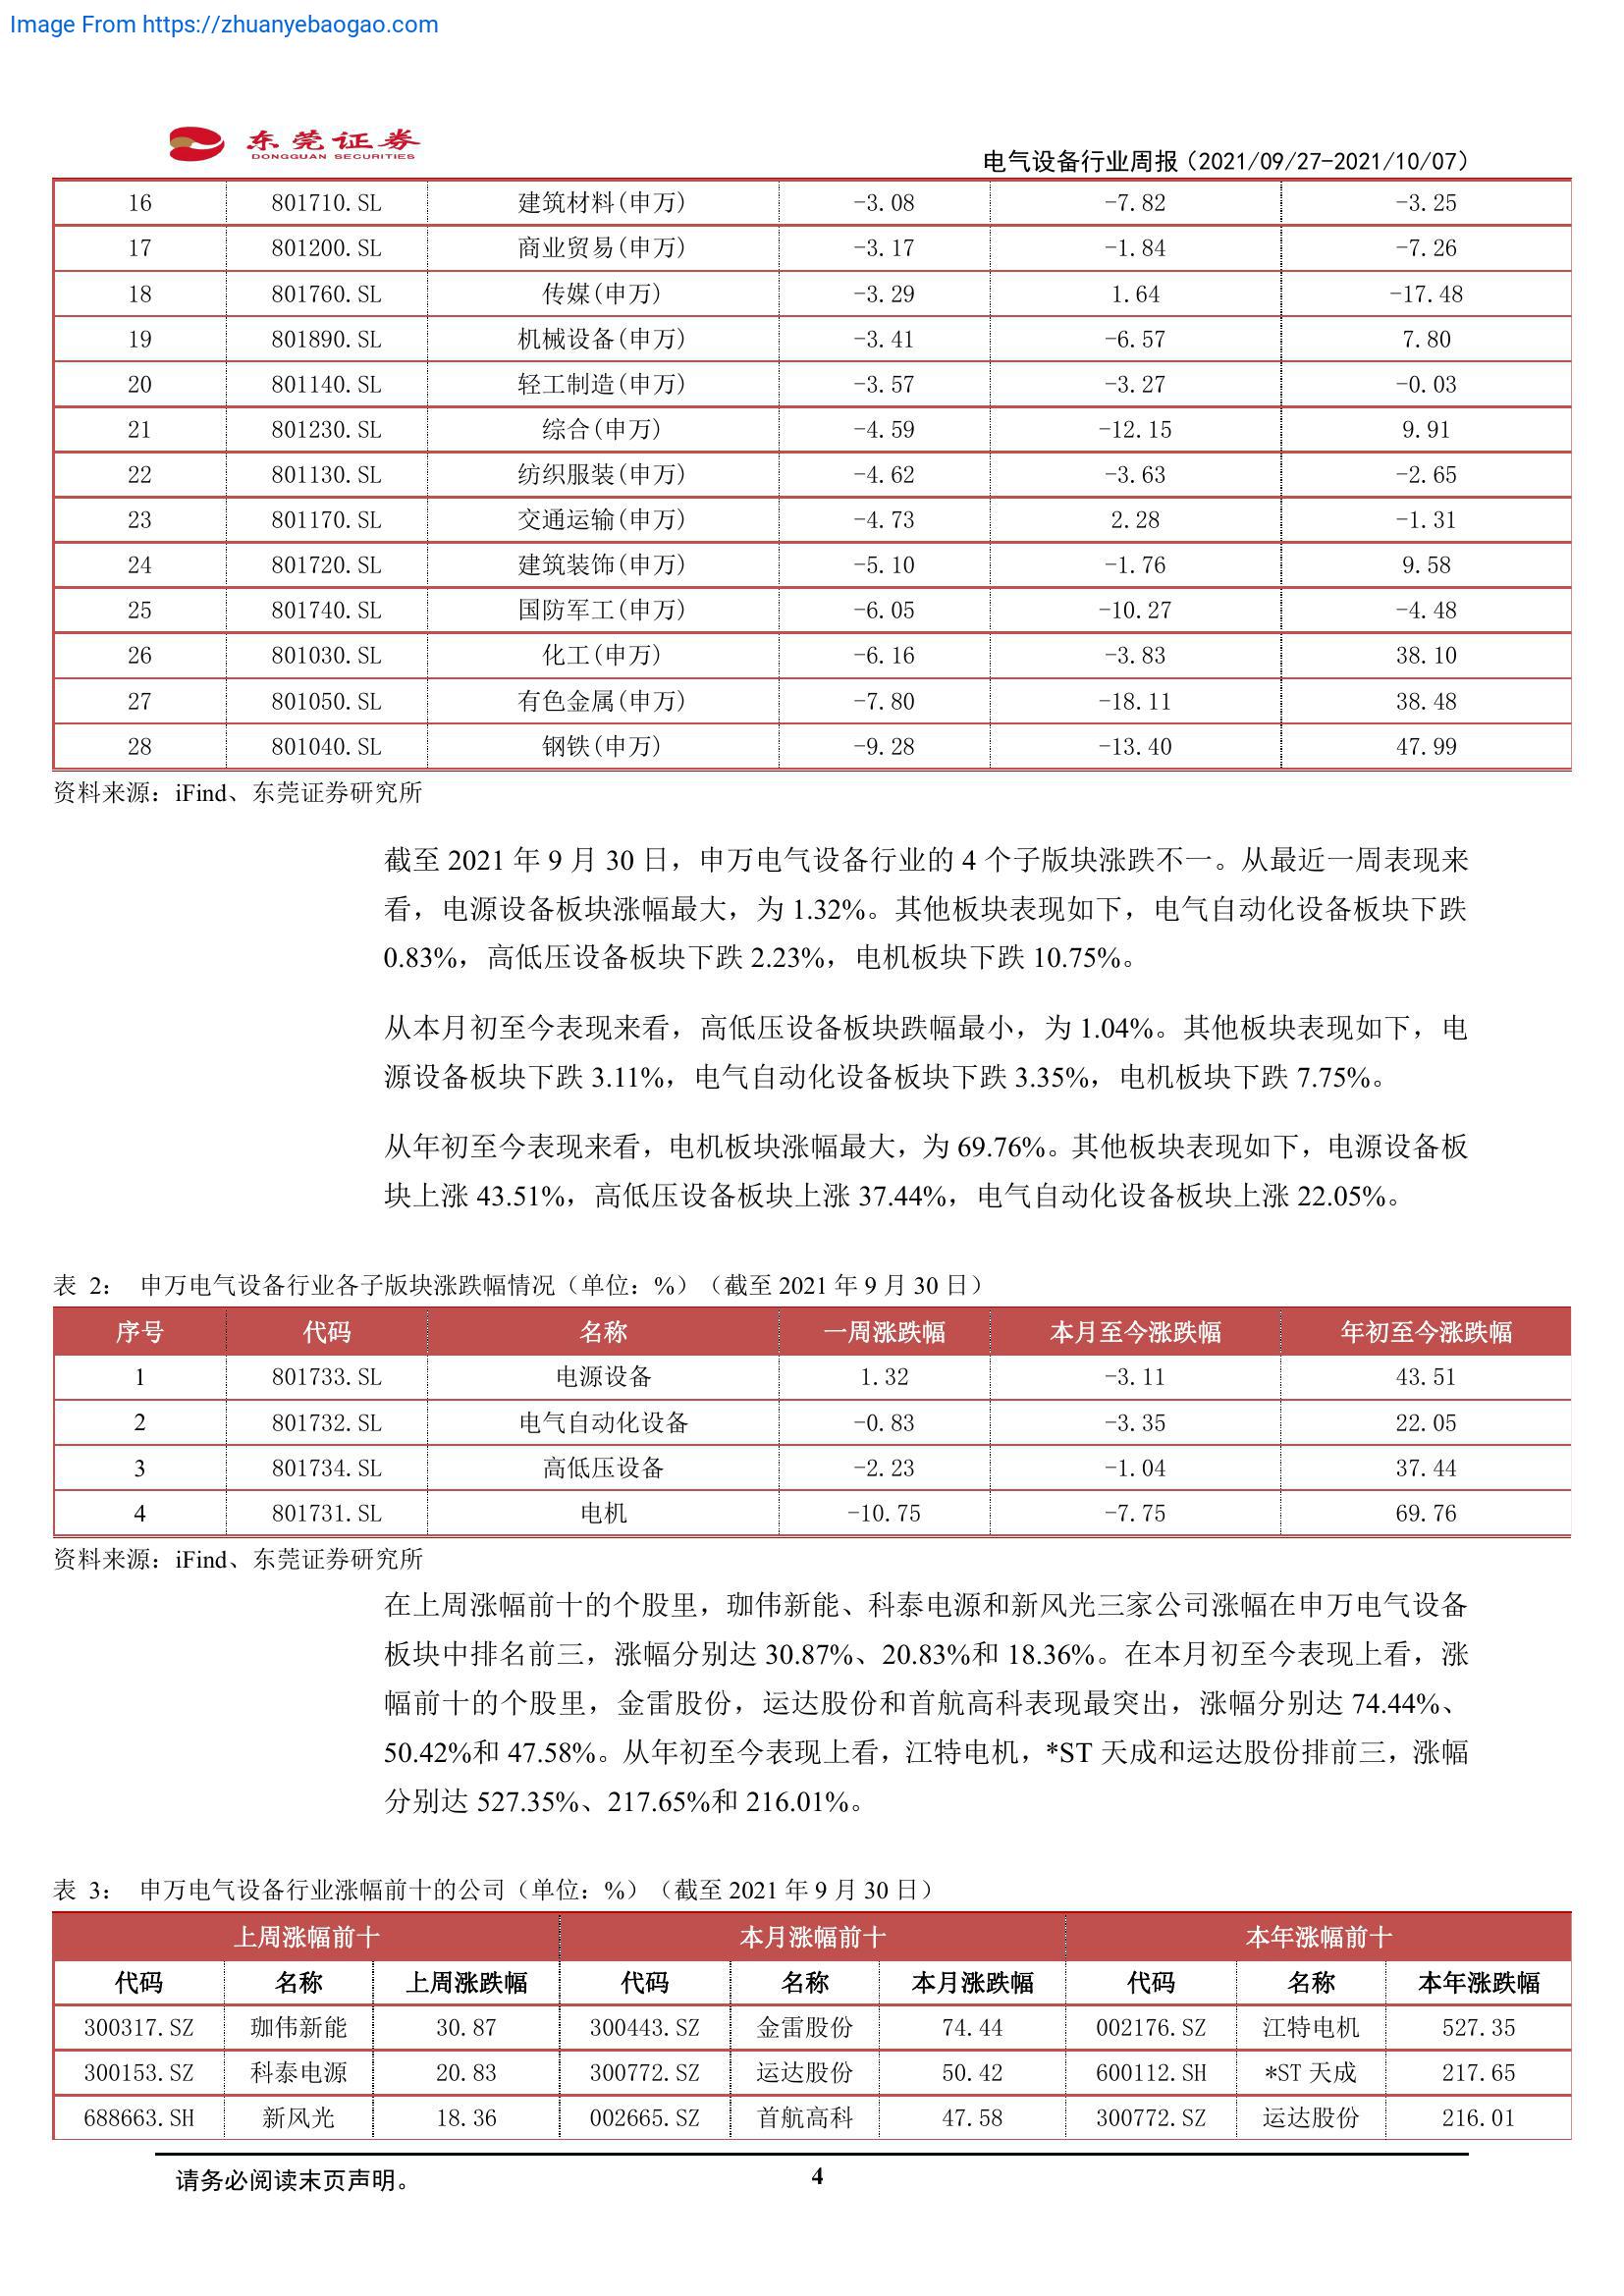 Image From https://zhuanyebaogao.com
东莞证券
DONGGUAN SECURITIES
电气设备行业周报（2021/09/27-2021/10/07）
16 801710.SL 建筑材料(申万) -3.08 -7.82 -3.25
17 801200.SL 商业贸易(申万) -3.17 -1.84 -7.26
18 801760.SL 传媒(申万) -3.29 1.64 -17.48
19 801890.SL 机械设备(申万) -3.41 -6.57 7.80
20 801140.SL 轻工制造(申万) -3.57 -3.27 -0.03
21 801230.SL 综合(申万) -4.59 -12.15 9.91
22 801130.SL 纺织服装(申万) -4.62 -3.63 -2.65
23 801170.SL 交通运输(申万) -4.73 2.28 -1.31
24 801720.SL 建筑装饰(申万) -5.10 -1.76 9.58
25 801740.SL 国防军工(申万) -6.05 -10.27 -4.48
26 801030.SL 化工(申万) -6.16 -3.83 38.10
27 801050.SL 有色金属(申万) -7.80 -18.11 38.48
28 801040.SL 钢铁(申万) -9.28 -13.40 47.99
资料来源：iFind、东莞证券研究所
截至 2021 年 9 月 30 日，申万电气设备行业的 4 个子版块涨跌不一。从最近一周表现来
看，电源设备板块涨幅最大，为 1.32%。其他板块表现如下，电气自动化设备板块下跌
0.83%，高低压设备板块下跌 2.23%，电机板块下跌 10.75%。
从本月初至今表现来看，高低压设备板块跌幅最小，为 1.04%。其他板块表现如下，电
源设备板块下跌 3.11%，电气自动化设备板块下跌 3.35%，电机板块下跌 7.75%。
从年初至今表现来看，电机板块涨幅最大，为 69.76%。其他板块表现如下，电源设备板
块上涨 43.51%，高低压设备板块上涨 37.44%，电气自动化设备板块上涨 22.05%。
表 2： 申万电气设备行业各子版块涨跌幅情况（单位：%）（截至 2021 年 9 月 30 日）
序号 代码 名称 一周涨跌幅 本月至今涨跌幅 年初至今涨跌幅
1 801733.SL 电源设备 1.32 -3.11 43.51
2 801732.SL 电气自动化设备 -0.83 -3.35 22.05
3 801734.SL 高低压设备 -2.23 -1.04 37.44
4 801731.SL 电机 -10.75 -7.75 69.76
资料来源：iFind、东莞证券研究所
在上周涨幅前十的个股里，珈伟新能、科泰电源和新风光三家公司涨幅在申万电气设备
板块中排名前三，涨幅分别达 30.87%、20.83%和 18.36%。在本月初至今表现上看，涨
幅前十的个股里，金雷股份，运达股份和首航高科表现最突出，涨幅分别达 74.44%、
50.42%和 47.58%。从年初至今表现上看，江特电机，*ST 天成和运达股份排前三，涨幅
分别达 527.35%、217.65%和 216.01%。
表 3： 申万电气设备行业涨幅前十的公司（单位：%）（截至 2021 年 9 月 30 日）
上周涨幅前十 本月涨幅前十 本年涨幅前十
代码 名称 上周涨跌幅 代码 名称 本月涨跌幅 代码 名称 本年涨跌幅
300317.SZ 珈伟新能 30.87 300443.SZ 金雷股份 74.44 002176.SZ 江特电机 527.35
300153.SZ 科泰电源 20.83 300772.SZ 运达股份 50.42 600112.SH *ST 天成 217.65
688663.SH 新风光 18.36 002665.SZ 首航高科 47.58 300772.SZ 运达股份 216.01
请务必阅读末页声明。
4